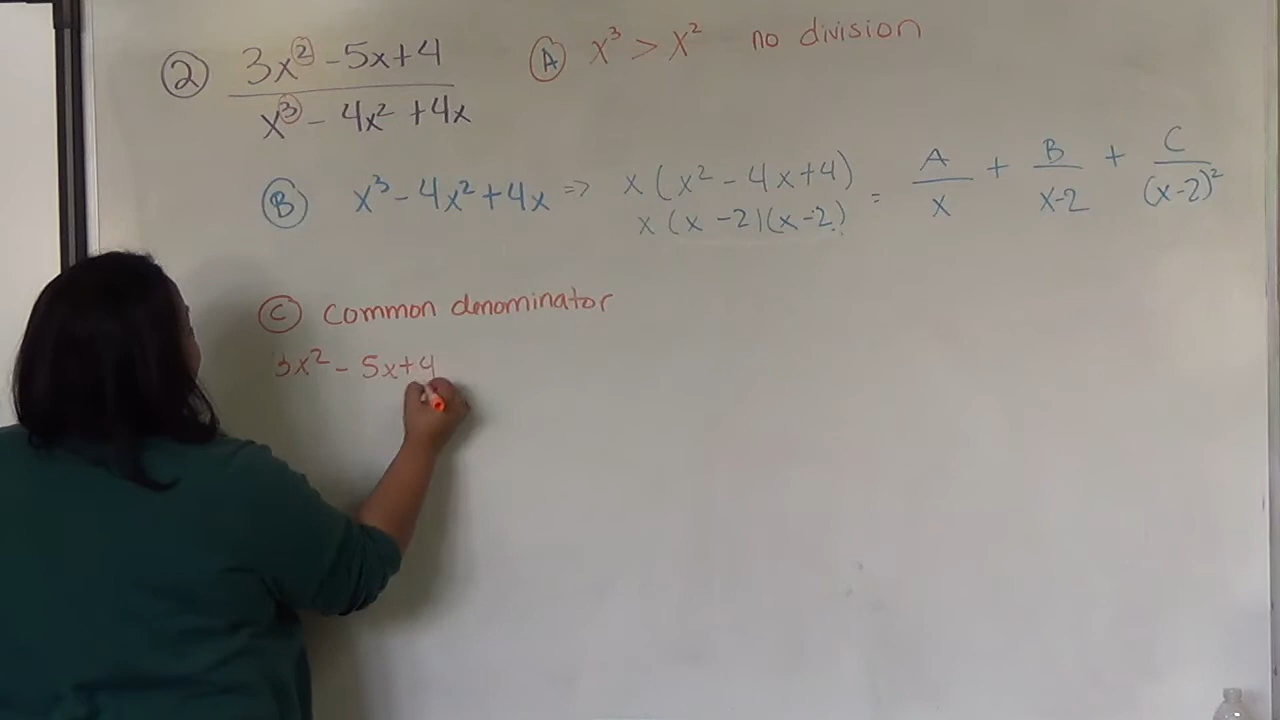 ② (3x² - 5x + 4) / (x³ - 4x² + 4x)
Ⓐ x³ > x² no division
Ⓑ x³ - 4x² + 4x => x(x² - 4x + 4)
x(x - 2)(x - 2) = A/x + B/(x-2) + C/(x-2)²
Ⓒ Common denominator
3x² - 5x + 4